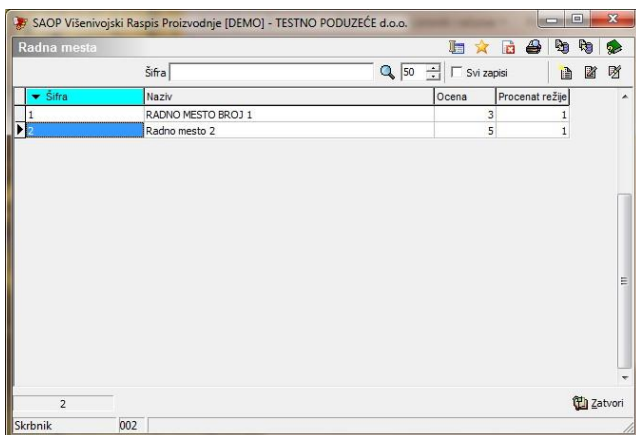 SAOP Višenivojski Raspis Proizvodnje [DEMO] - TESTNO PODUZEĆE d.o.o.
Radna mesta
Šifra 50 Svi zapisi
Šifra Naziv Ocena Procenat režije
1 RADNO MESTO BROJ 1 3 1
2 Radno mesto 2 5 1
2 Zatvori
Skrbnik 002